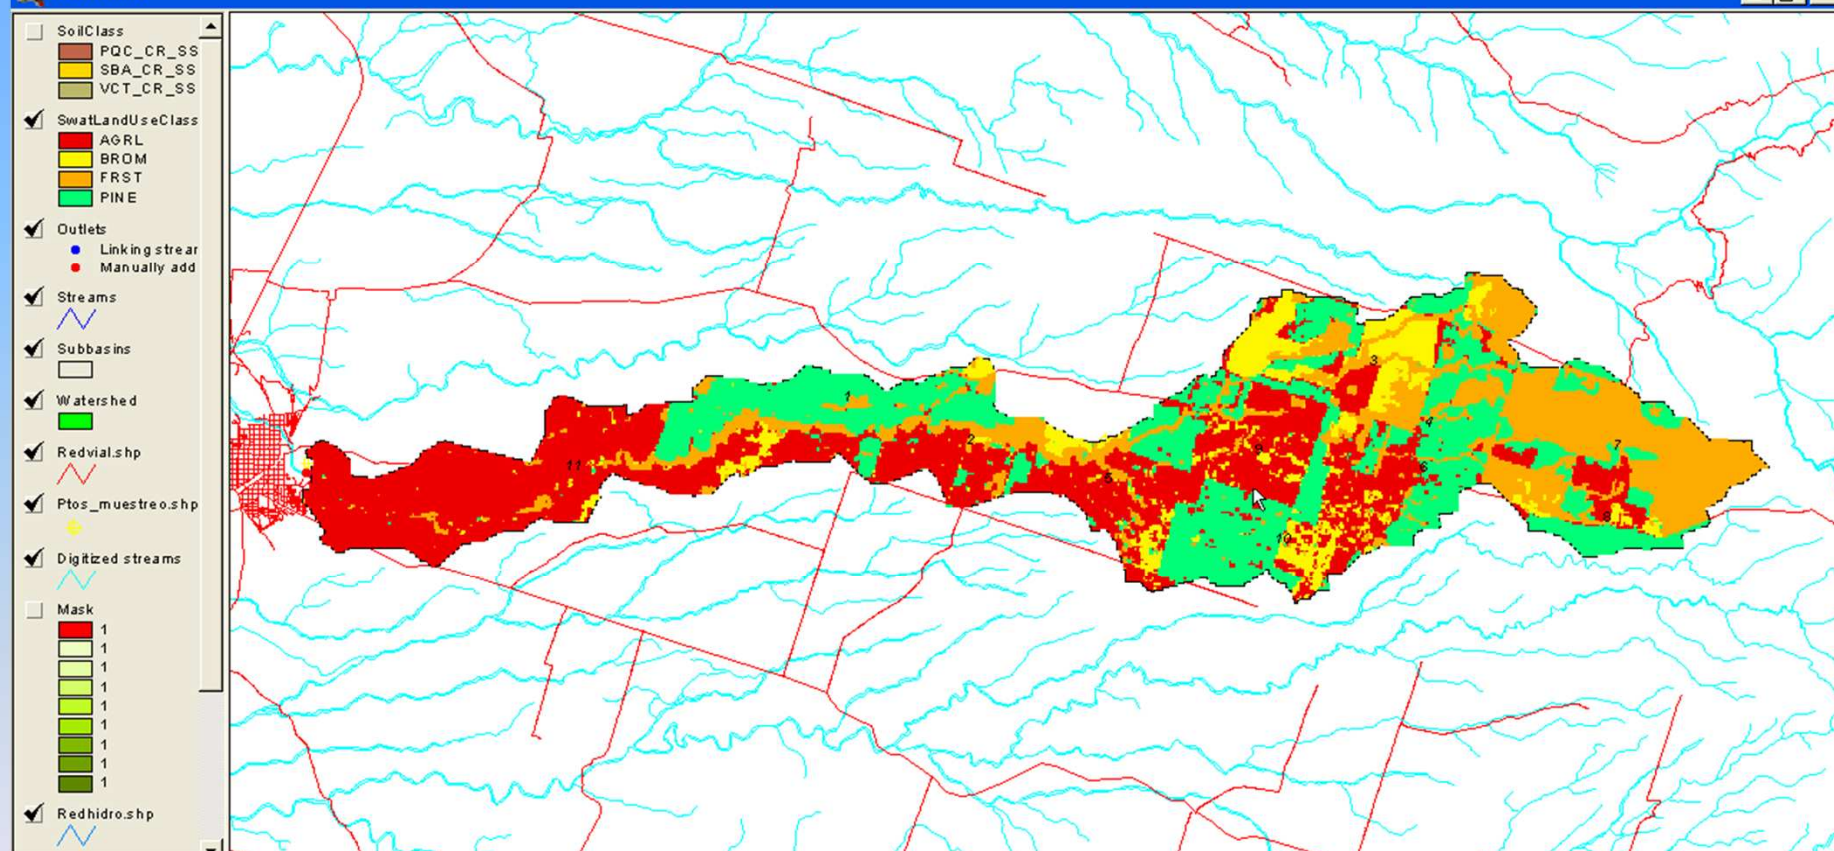 SoilClass
PQC_CR_SS
SBA_CR_SS
VCT_CR_SS
SwatLandUseClass
AGRL
BROM
FRST
PINE
Outlets
Linking strear
Manually add
Streams
Subbasins
Watershed
Redvial.shp
Ptos_muestreo.shp
Digitized streams
Mask
1
1
1
1
1
1
1
1
1
Redhidro.shp
3
1
4
2
7
11
9
6
5
8
10